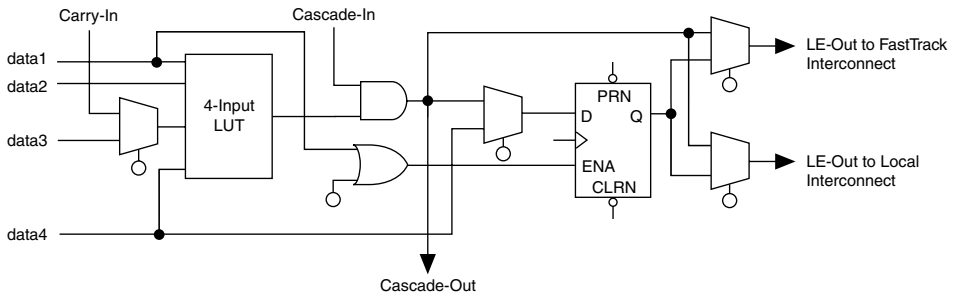 Carry-In
Cascade-In
data1
data2
data3
data4
4-Input
LUT
PRN
D
Q
ENA
CLRN
LE-Out to FastTrack
Interconnect
LE-Out to Local
Interconnect
Cascade-Out